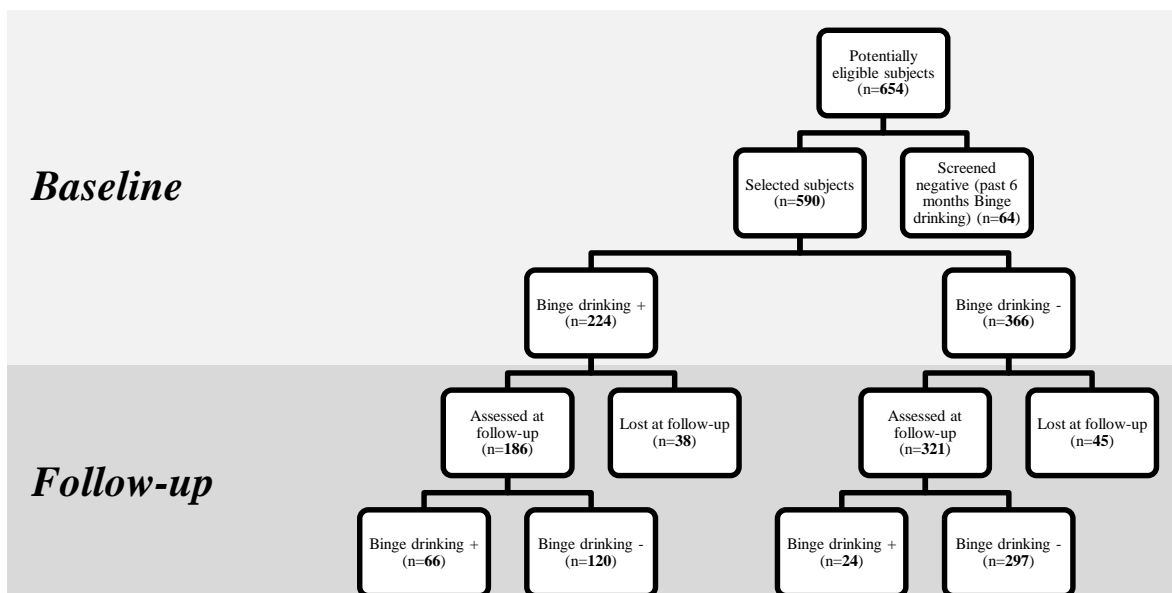 Potentially
eligible subjects
(n=654)
Baseline
Selected subjects
(n=590)
Screened
negative (past 6
months Binge
drinking) (n=64)
Binge drinking +
(n=224)
Binge drinking -
(n=366)
Follow-up
Assessed at
follow-up
(n=186)
Lost at follow-up
(n=38)
Assessed at
follow-up
(n=321)
Lost at follow-up
(n=45)
Binge drinking +
(n=66)
Binge drinking -
(n=120)
Binge drinking +
(n=24)
Binge drinking -
(n=297)